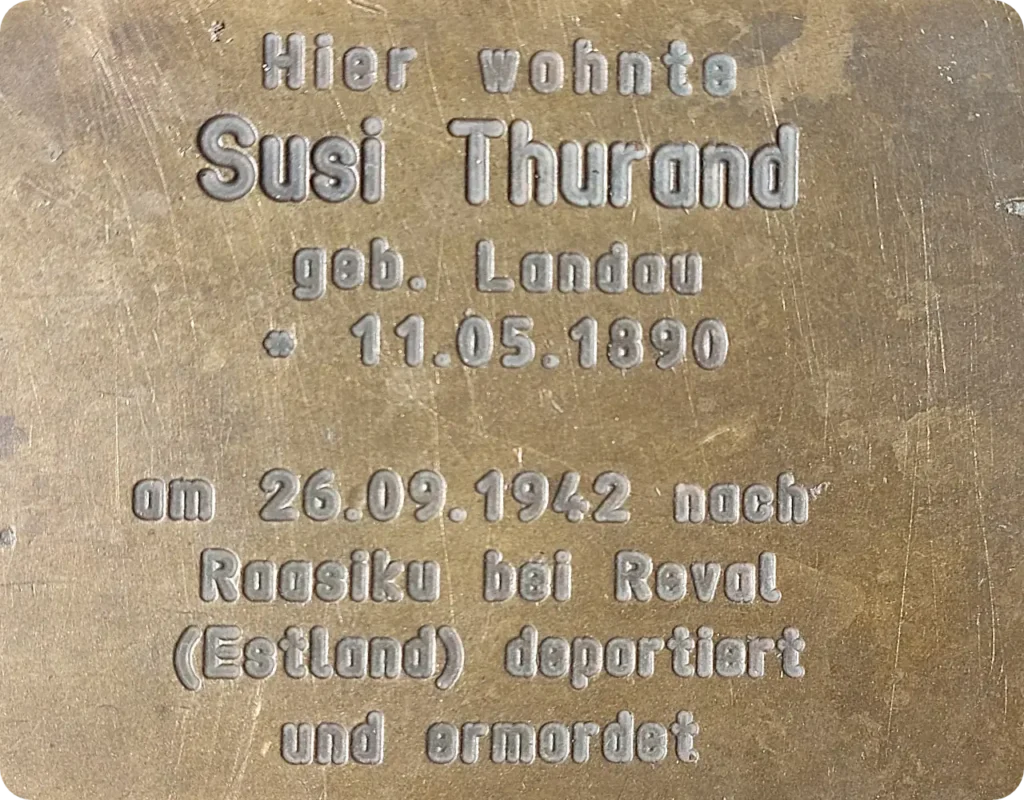 Hier wohnte
Susi Thurand
geb. Landau
* 11.05.1890
am 26.09.1942 nach
Raasiku bei Reval
(Estland) deportiert
und ermordet